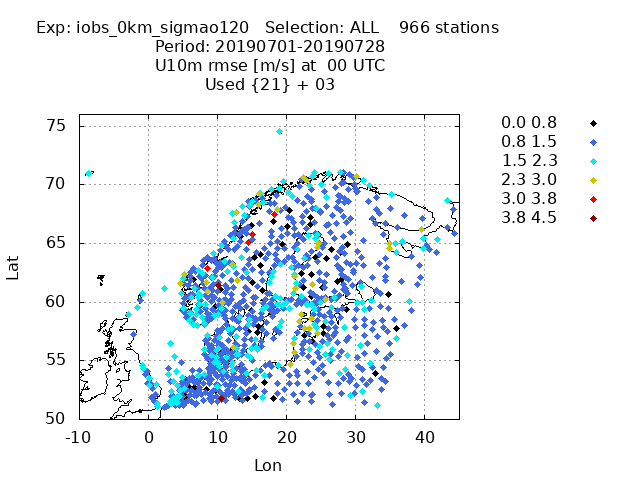 Exp: iobs_0km_sigmao120   Selection: ALL    966 stations
Period: 20190701-20190728
U10m rmse [m/s] at  00 UTC
Used {21} + 03
75
70
65
60
55
50
Lat
-10 0 10 20 30 40
Lon
0.0 0.8
0.8 1.5
1.5 2.3
2.3 3.0
3.0 3.8
3.8 4.5